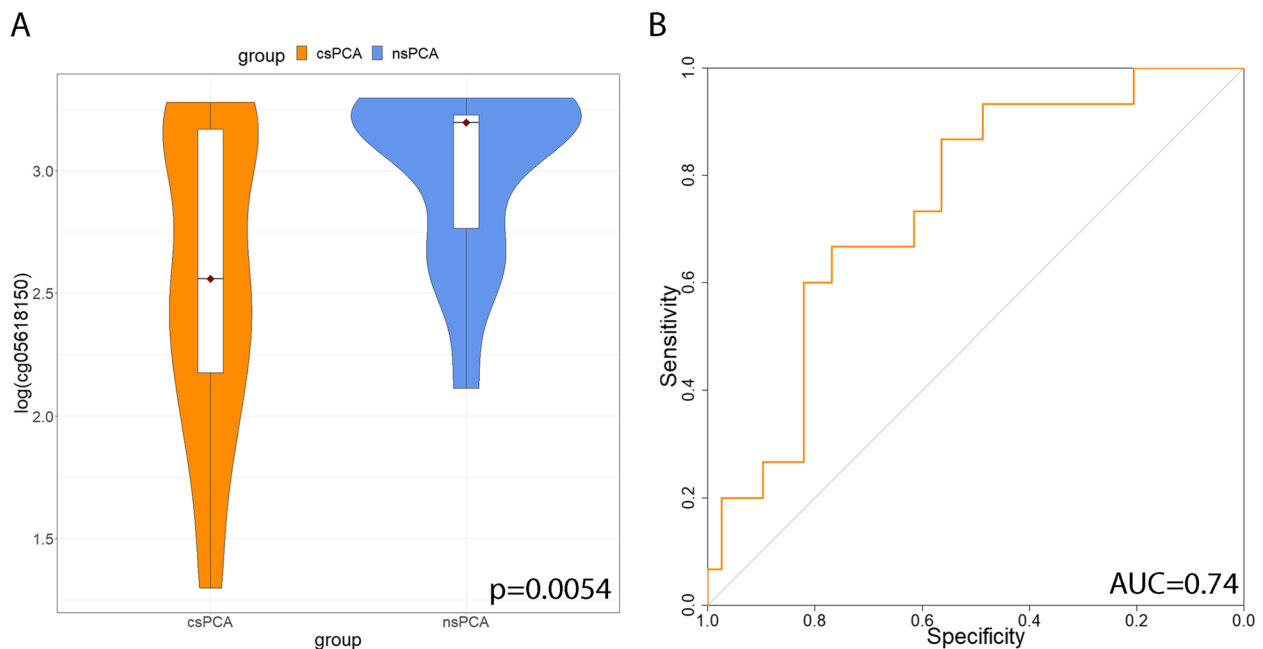 A
group csPCA nsPCA
log(cg05618150)
3.0
2.5
2.0
1.5
p=0.0054
csPCA nsPCA
group
B
Sensitivity
1.0
0.8
0.6
0.4
0.2
0.0
AUC=0.74
1.0 0.8 0.6 0.4 0.2 0.0
Specificity